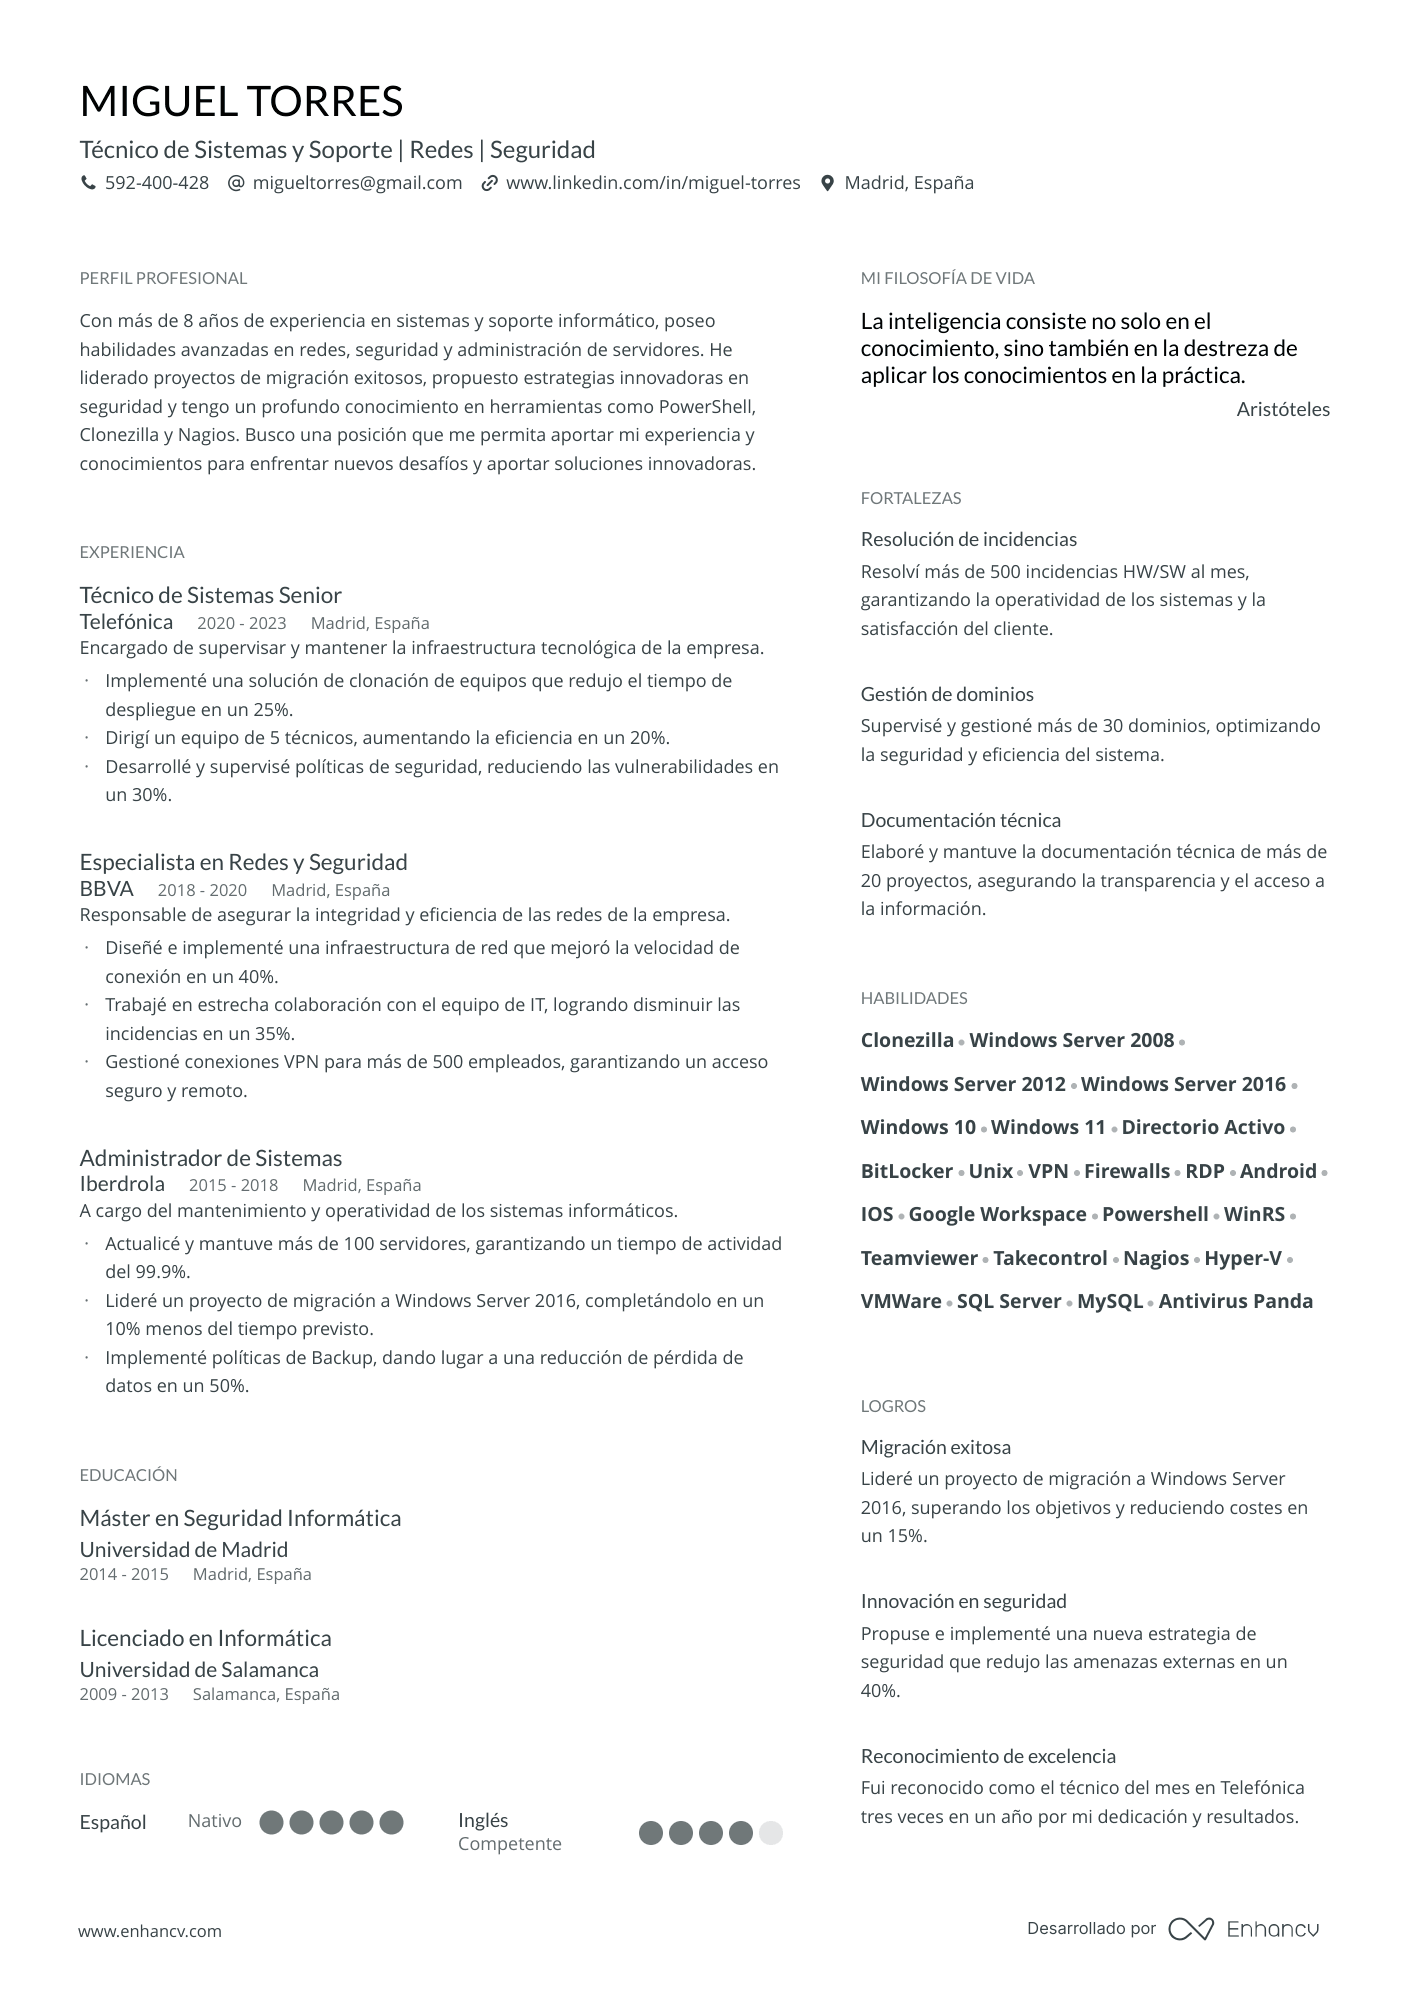 MIGUEL TORRES
Técnico de Sistemas y Soporte | Redes | Seguridad
592-400-428 migueltorres@gmail.com www.linkedin.com/in/miguel-torres Madrid, España
PERFIL PROFESIONAL
Con más de 8 años de experiencia en sistemas y soporte informático, poseo
habilidades avanzadas en redes, seguridad y administración de servidores. He
liderado proyectos de migración exitosos, propuesto estrategias innovadoras en
seguridad y tengo un profundo conocimiento en herramientas como PowerShell,
Clonezilla y Nagios. Busco una posición que me permita aportar mi experiencia y
conocimientos para enfrentar nuevos desafíos y aportar soluciones innovadoras.
EXPERIENCIA
Técnico de Sistemas Senior
Telefónica 2020 - 2023 Madrid, España
Encargado de supervisar y mantener la infraestructura tecnológica de la empresa.
· Implementé una solución de clonación de equipos que redujo el tiempo de
despliegue en un 25%.
· Dirigí un equipo de 5 técnicos, aumentando la eficiencia en un 20%.
· Desarrollé y supervisé políticas de seguridad, reduciendo las vulnerabilidades en
un 30%.
Especialista en Redes y Seguridad
BBVA 2018 - 2020 Madrid, España
Responsable de asegurar la integridad y eficiencia de las redes de la empresa.
· Diseñé e implementé una infraestructura de red que mejoró la velocidad de
conexión en un 40%.
· Trabajé en estrecha colaboración con el equipo de IT, logrando disminuir las
incidencias en un 35%.
· Gestioné conexiones VPN para más de 500 empleados, garantizando un acceso
seguro y remoto.
Administrador de Sistemas
Iberdrola 2015 - 2018 Madrid, España
A cargo del mantenimiento y operatividad de los sistemas informáticos.
· Actualicé y mantuve más de 100 servidores, garantizando un tiempo de actividad
del 99.9%.
· Lideré un proyecto de migración a Windows Server 2016, completándolo en un
10% menos del tiempo previsto.
· Implementé políticas de Backup, dando lugar a una reducción de pérdida de
datos en un 50%.
EDUCACIÓN
Máster en Seguridad Informática
Universidad de Madrid
2014 - 2015 Madrid, España
Licenciado en Informática
Universidad de Salamanca
2009 - 2013 Salamanca, España
IDIOMAS
Español Nativo
Inglés
Competente
MI FILOSOFÍA DE VIDA
La inteligencia consiste no solo en el
conocimiento, sino también en la destreza de
aplicar los conocimientos en la práctica.
Aristóteles
FORTALEZAS
Resolución de incidencias
Resolví más de 500 incidencias HW/SW al mes,
garantizando la operatividad de los sistemas y la
satisfacción del cliente.
Gestión de dominios
Supervisé y gestioné más de 30 dominios, optimizando
la seguridad y eficiencia del sistema.
Documentación técnica
Elaboré y mantuve la documentación técnica de más de
20 proyectos, asegurando la transparencia y el acceso a
la información.
HABILIDADES
Clonezilla • Windows Server 2008 •
Windows Server 2012 • Windows Server 2016 •
Windows 10 • Windows 11 • Directorio Activo •
BitLocker • Unix • VPN • Firewalls • RDP • Android •
IOS • Google Workspace • Powershell • WinRS •
Teamviewer • Takecontrol • Nagios • Hyper-V •
VMWare • SQL Server • MySQL • Antivirus Panda
LOGROS
Migración exitosa
Lideré un proyecto de migración a Windows Server
2016, superando los objetivos y reduciendo costes en
un 15%.
Innovación en seguridad
Propuse e implementé una nueva estrategia de
seguridad que redujo las amenazas externas en un
40%.
Reconocimiento de excelencia
Fui reconocido como el técnico del mes en Telefónica
tres veces en un año por mi dedicación y resultados.
www.enhancv.com
Desarrollado por Enhancv